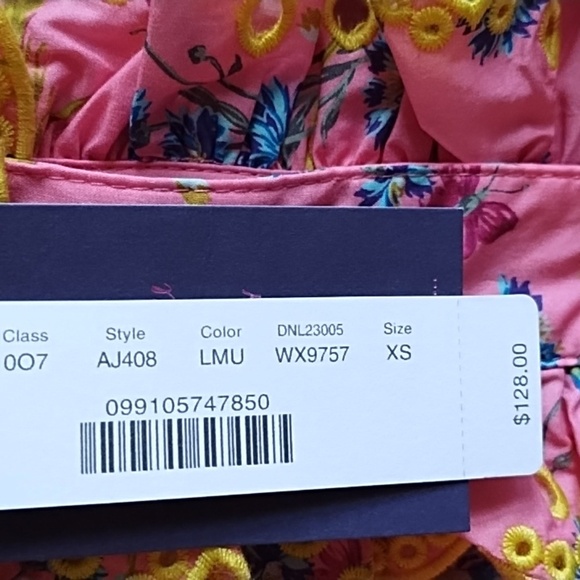 Class Style Color DNL23005 Size
0O7 AJ408 LMU WX9757 XS
099105747850
$128.00